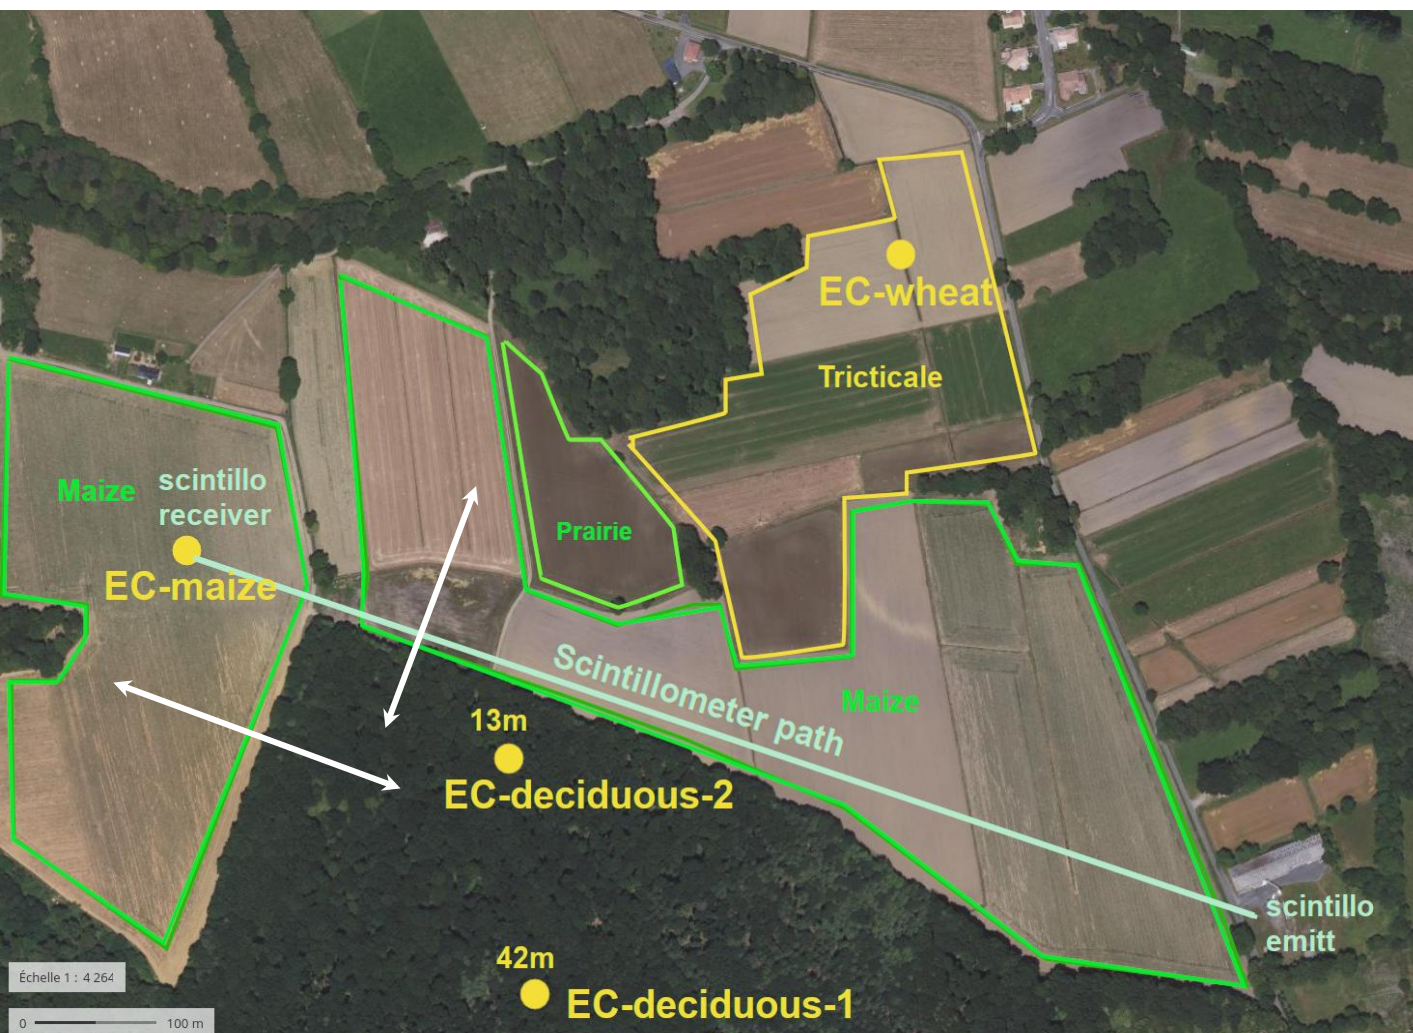 EC-wheat
Tricticale
Maize
scintillo
receiver
EC-maize
Prairie
Scintillometer path
Maize
13m
EC-deciduous-2
scintillo
emitt
42m
EC-deciduous-1
Échelle 1 : 4 264
0 100 m